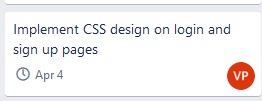 Implement CSS design on login and
sign up pages
Apr 4
VP